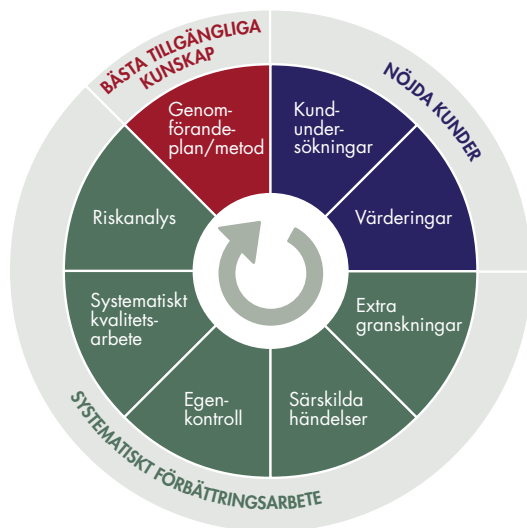 BÄSTA TILLGÄNGLIGA
KUNSKAP
NÖJDA KUNDER
Genom-
förande-
plan/metod
Kund-
under-
sökningar
Värderingar
Riskanalys
Systematiskt
kvalitets-
arbete
Extra
granskningar
Egen-
kontroll
Särskilda
händelser
SYSTEMATISKT FÖRBÄTTRINGSARBETE